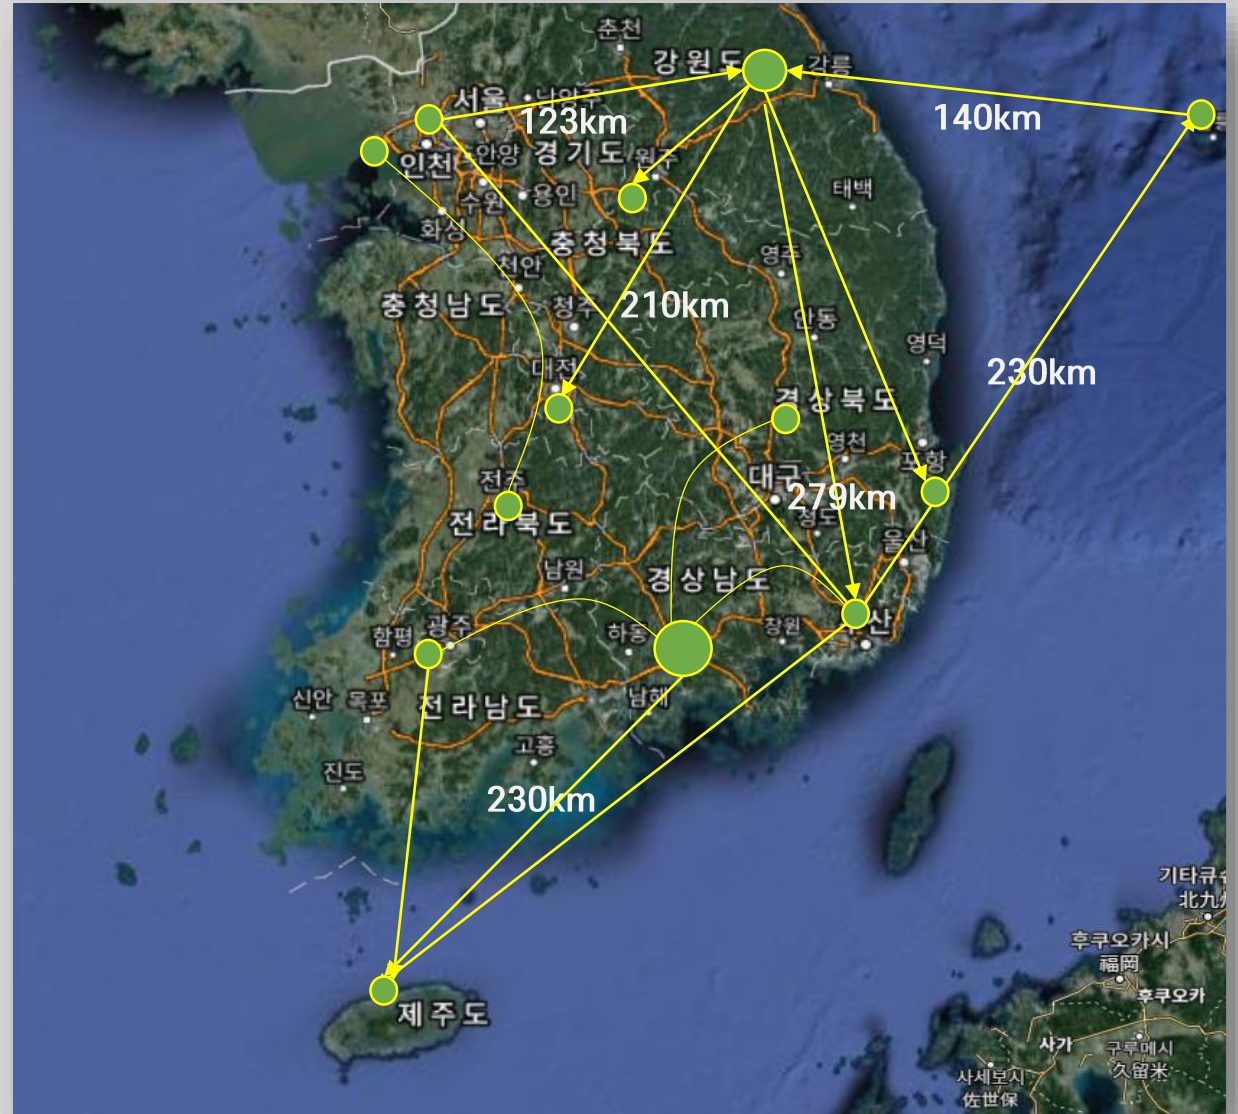 춘천
강원도
강릉
서울
남양주
123km
140km
인천
안양
경기도
원주
수원
용인
태백
화성
충청북도
영주
천안
충청남도
청주
210km
안동
영덕
대전
230km
경상북도
영천
포항
전주
대구
279km
전라북도
청도
울산
남원
경상남도
함평
광주
하동
창원
산
신안
목포
전라남도
남해
고흥
진도
230km
기타큐슈
北九州
후쿠오카시
福岡
후쿠오카
제주도
사가
구루메시
久留米
사세보시
佐世保